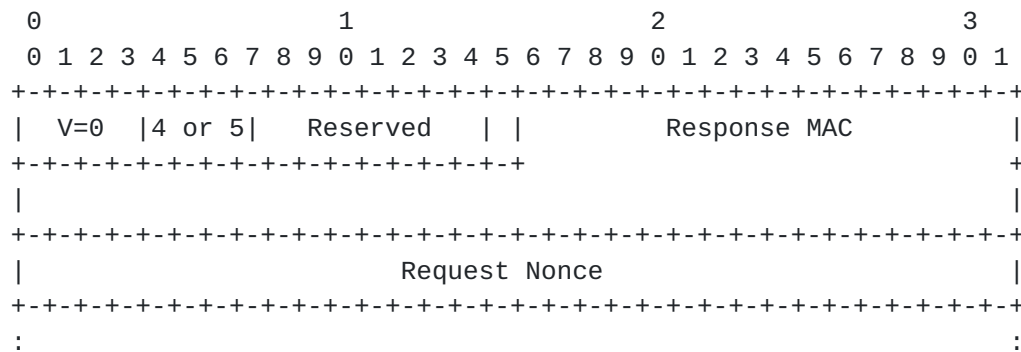 0                   1                   2                   3
 0 1 2 3 4 5 6 7 8 9 0 1 2 3 4 5 6 7 8 9 0 1 2 3 4 5 6 7 8 9 0 1
+-+-+-+-+-+-+-+-+-+-+-+-+-+-+-+-+-+-+-+-+-+-+-+-+-+-+-+-+-+-+-+-+
|  V=0  |4 or 5|   Reserved   | |         Response MAC          |
+-+-+-+-+-+-+-+-+-+-+-+-+-+-+-+-+                               +
|                                                               |
+-+-+-+-+-+-+-+-+-+-+-+-+-+-+-+-+-+-+-+-+-+-+-+-+-+-+-+-+-+-+-+-+
|                        Request Nonce                          |
+-+-+-+-+-+-+-+-+-+-+-+-+-+-+-+-+-+-+-+-+-+-+-+-+-+-+-+-+-+-+-+-+
:                                                               :